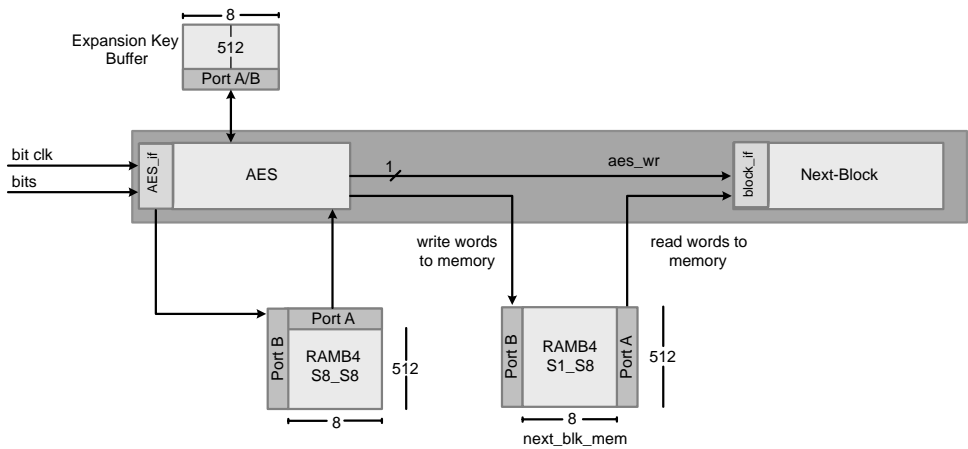 8
Expansion Key
Buffer
512
Port A/B
bit clk
bits
AES_if
AES
1
aes_wr
block_if
Next-Block
write words
to memory
read words to
memory
Port A
Port B
RAMB4
S8_S8
512
8
Port B
RAMB4
S1_S8
Port A
512
8
next_blk_mem